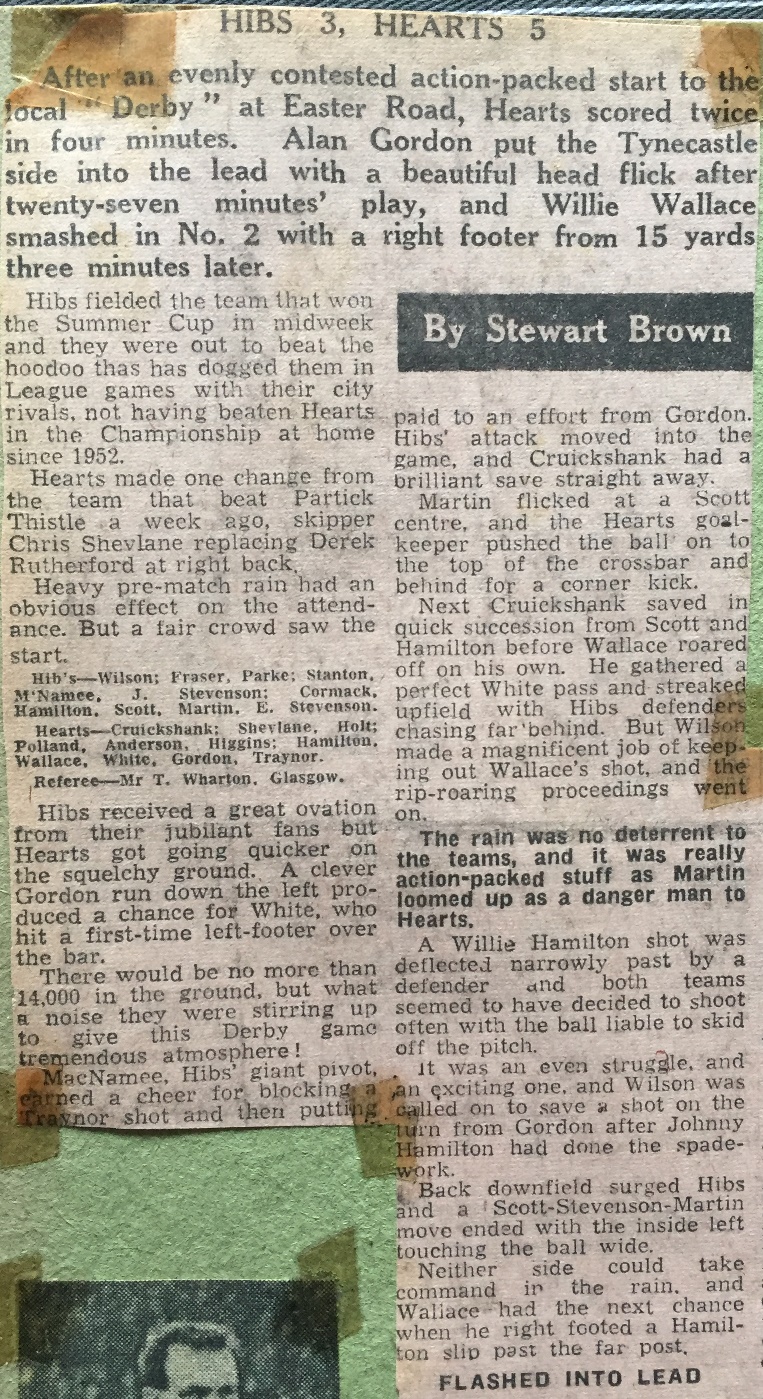 HIBS 3, HEARTS 5
After an evenly contested action-packed start to the
local "Derby" at Easter Road, Hearts scored twice
in four minutes. Alan Gordon put the Tynecastle
side into the lead with a beautiful head flick after
twenty-seven minutes' play, and Willie Wallace
smashed in No. 2 with a right footer from 15 yards
three minutes later.
Hibs fielded the team that won
the Summer Cup in midweek
and they were out to beat the
hoodoo thas has dogged them in
League games with their city
rivals, not having beaten Hearts
in the Championship at home
since 1952.
Hearts made one change from
the team that beat Partick
Thistle a week ago, skipper
Chris Shevlane replacing Derek
Rutherford at right back.
Heavy pre-match rain had an
obvious effect on the attend-
ance. But a fair crowd saw the
start.
Hib's—Wilson; Fraser, Parke; Stanton,
M'Namee, J. Stevenson; Cormack,
Hamilton, Scott, Martin, E. Stevenson.
Hearts—Cruickshank; Shevlane, Holt;
Polland, Anderson, Higgins; Hamilton,
Wallace, White, Gordon, Traynor.
Referee—Mr T. Wharton, Glasgow.
Hibs received a great ovation
from their jubilant fans but
Hearts got going quicker on
the squelchy ground. A clever
Gordon run down the left pro-
duced a chance for White, who
hit a first-time left-footer over
the bar.
There would be no more than
14,000 in the ground, but what
a noise they were stirring up
to give this Derby game
tremendous atmosphere!
MacNamee, Hibs' giant pivot,
earned a cheer for blocking a
Traynor shot and then putting
By Stewart Brown
paid to an effort from Gordon.
Hibs' attack moved into the
game, and Cruickshank had a
brilliant save straight away.
Martin flicked at a Scott
centre, and the Hearts goal-
keeper pushed the ball on to
the top of the crossbar and
behind for a corner kick.
Next Cruickshank saved in
quick succession from Scott and
Hamilton before Wallace roared
off on his own. He gathered a
perfect White pass and streaked
upfield with Hibs defenders
chasing far behind. But Wilson
made a magnificent job of keep-
ing out Wallace's shot, and the
rip-roaring proceedings went
on.
The rain was no deterrent to
the teams, and it was really
action-packed stuff as Martin
loomed up as a danger man to
Hearts.
A Willie Hamilton shot was
deflected narrowly past by a
defender and both teams
seemed to have decided to shoot
often with the ball liable to skid
off the pitch.
It was an even struggle, and
an exciting one, and Wilson was
called on to save a shot on the
turn from Gordon after Johnny
Hamilton had done the spade-
work.
Back downfield surged Hibs
and a Scott-Stevenson-Martin
move ended with the inside left
touching the ball wide.
Neither side could take
command in the rain, and
Wallace had the next chance
when he right footed a Hamil-
ton slip past the far post.
FLASHED INTO LEAD